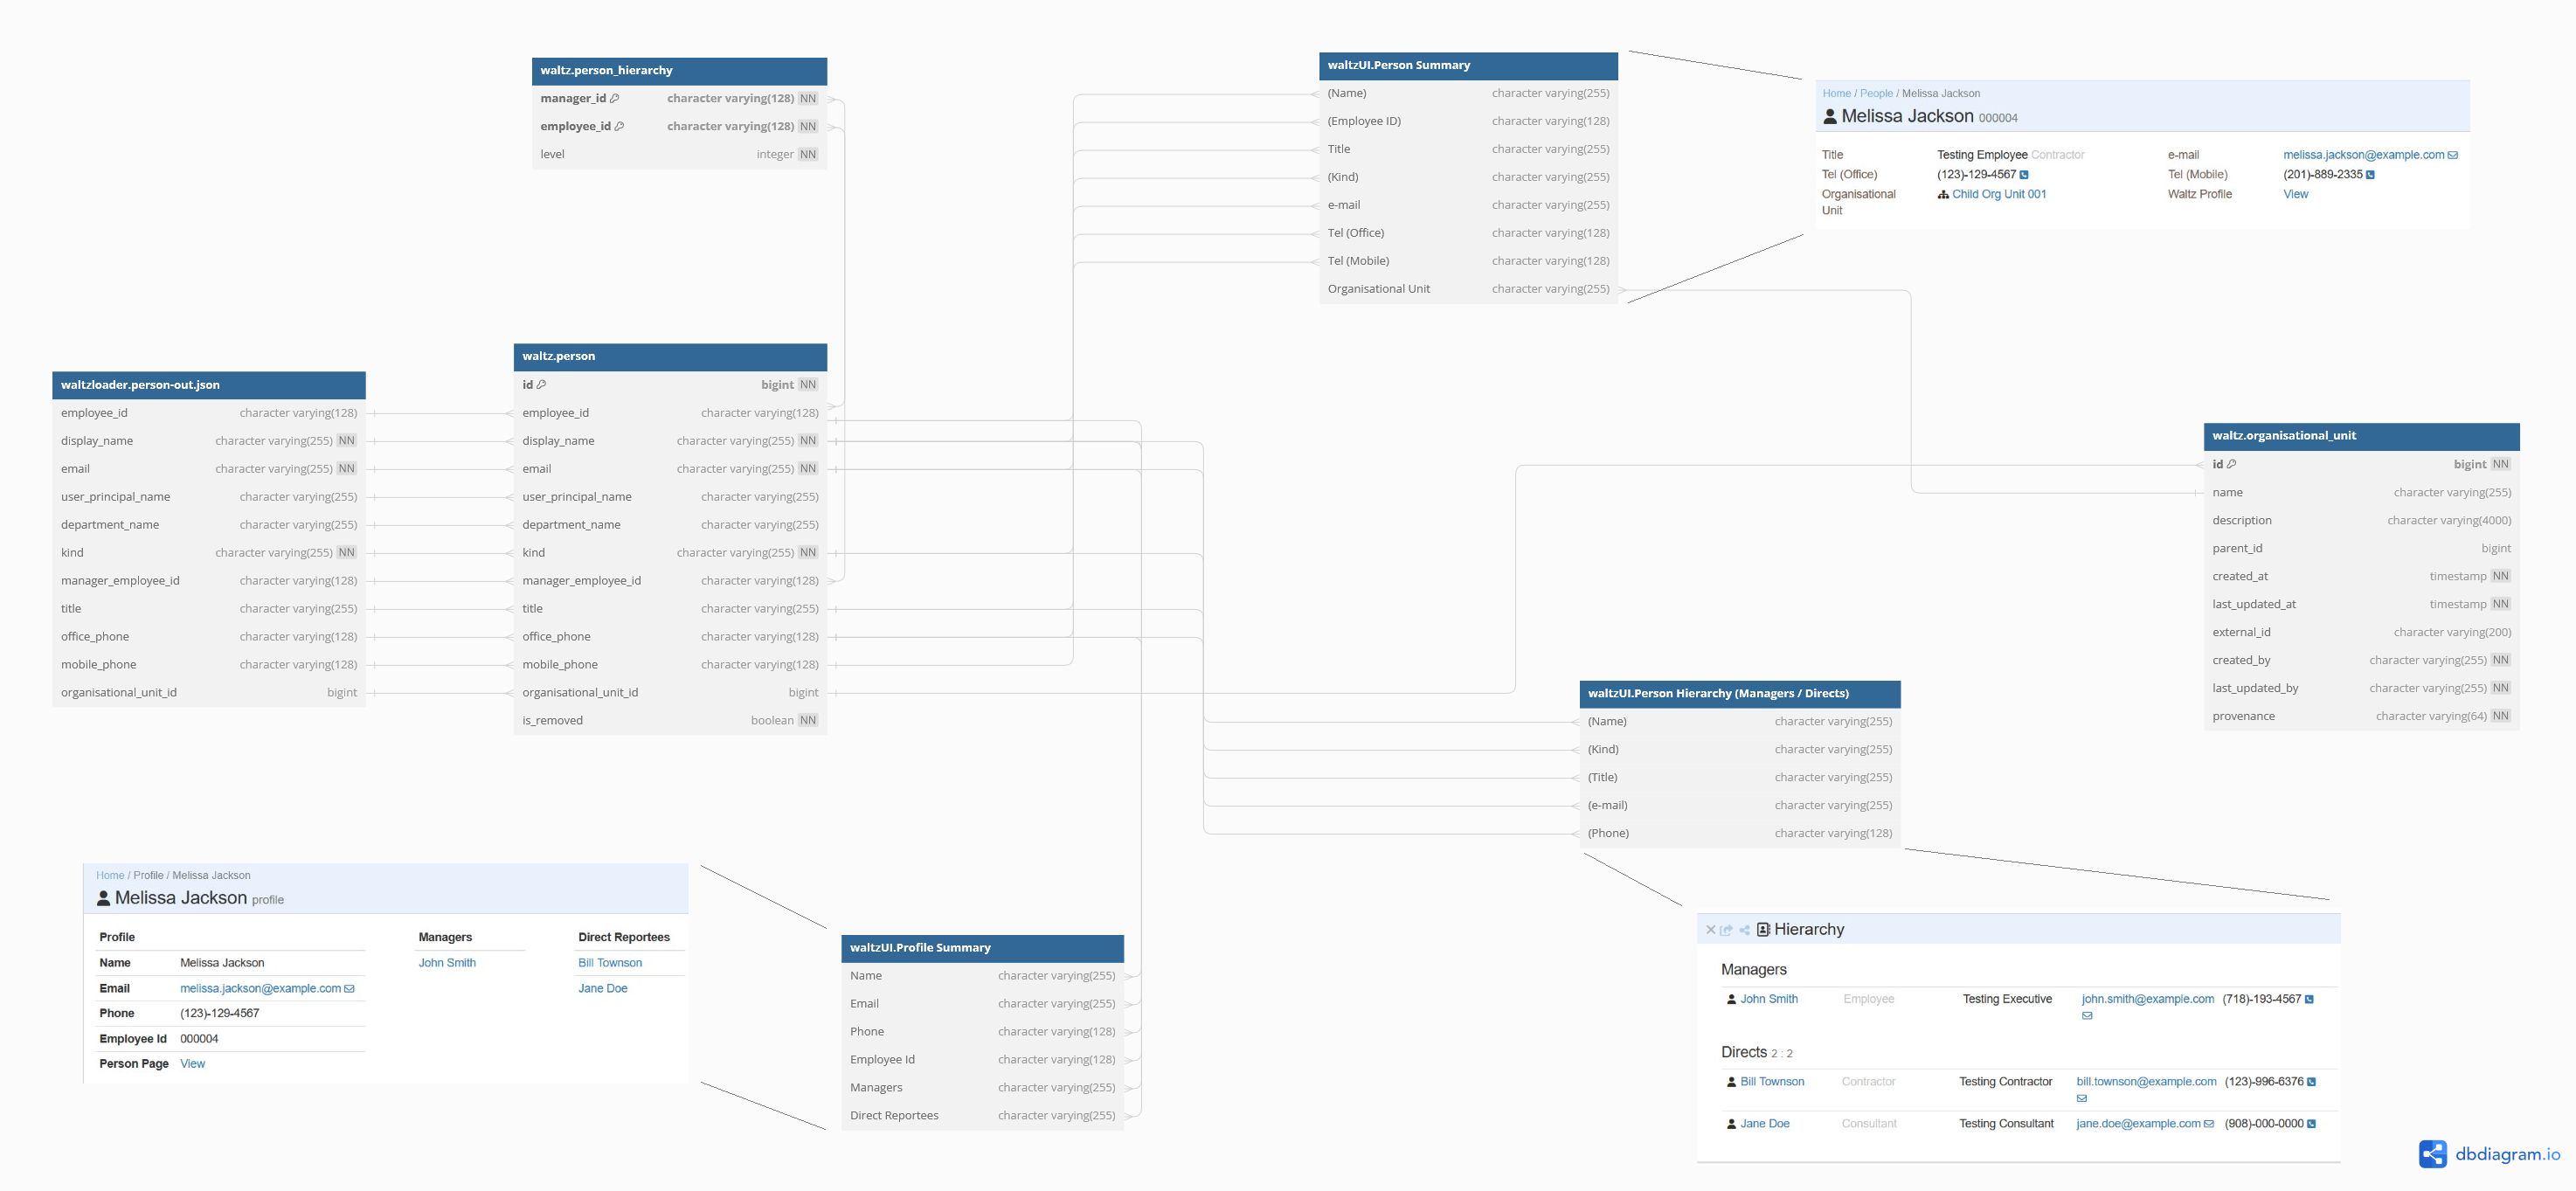 waltz.person_hierarchy
manager_id character varying(128) NN
employee_id character varying(128) NN
level integer NN
waltzUI.Person Summary
(Name) character varying(255)
(Employee ID) character varying(128)
Title character varying(255)
(Kind) character varying(255)
e-mail character varying(255)
Tel (Office) character varying(128)
Tel (Mobile) character varying(128)
Organisational Unit character varying(255)
Home / People / Melissa Jackson
Melissa Jackson 000004
Title Testing Employee Contractor e-mail melissa.jackson@example.com
Tel (Office) (123)-129-4567 Tel (Mobile) (201)-889-2335
Organisational Child Org Unit 001 Waltz Profile View
Unit
waltzloader.person-out.json
employee_id character varying(128)
display_name character varying(255) NN
email character varying(255) NN
user_principal_name character varying(255)
department_name character varying(255)
kind character varying(255) NN
manager_employee_id character varying(128)
title character varying(255)
office_phone character varying(128)
mobile_phone character varying(128)
organisational_unit_id bigint
waltz.person
id bigint NN
employee_id character varying(128)
display_name character varying(255) NN
email character varying(255) NN
user_principal_name character varying(255)
department_name character varying(255)
kind character varying(255) NN
manager_employee_id character varying(128)
title character varying(255)
office_phone character varying(128)
mobile_phone character varying(128)
organisational_unit_id bigint
is_removed boolean NN
waltz.organisational_unit
id bigint NN
name character varying(255)
description character varying(4000)
parent_id bigint
created_at timestamp NN
last_updated_at timestamp NN
external_id character varying(200)
created_by character varying(255) NN
last_updated_by character varying(255) NN
provenance character varying(64) NN
waltzUI.Person Hierarchy (Managers / Directs)
(Name) character varying(255)
(Kind) character varying(255)
(Title) character varying(255)
(e-mail) character varying(255)
(Phone) character varying(128)
Home / Profile / Melissa Jackson
Melissa Jackson profile
Profile Managers Direct Reportees
Name Melissa Jackson John Smith Bill Townson
Email melissa.jackson@example.com Jane Doe
Phone (123)-129-4567
Employee Id 000004
Person Page View
waltzUI.Profile Summary
Name character varying(255)
Email character varying(255)
Phone character varying(128)
Employee Id character varying(128)
Managers character varying(255)
Direct Reportees character varying(255)
Hierarchy
Managers
John Smith Employee Testing Executive john.smith@example.com (718)-193-4567
Directs 2 : 2
Bill Townson Contractor Testing Contractor bill.townson@example.com (123)-996-6376
Jane Doe Consultant Testing Consultant jane.doe@example.com (908)-000-0000
dbdiagram.io